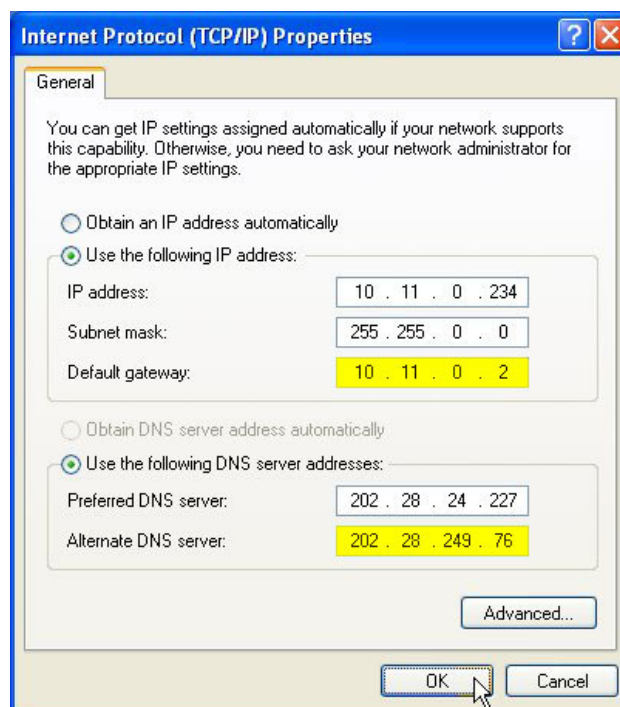 Internet Protocol (TCP/IP) Properties
General
You can get IP settings assigned automatically if your network supports
this capability. Otherwise, you need to ask your network administrator for
the appropriate IP settings.
Obtain an IP address automatically
Use the following IP address:
IP address: 10 . 11 . 0 . 234
Subnet mask: 255 . 255 . 0 . 0
Default gateway: 10 . 11 . 0 . 2
Obtain DNS server address automatically
Use the following DNS server addresses:
Preferred DNS server: 202 . 28 . 24 . 227
Alternate DNS server: 202 . 28 . 249 . 76
Advanced...
OK Cancel